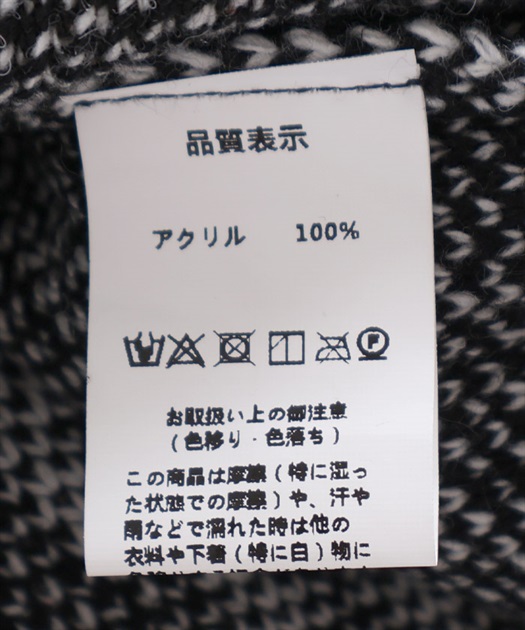 品質表示
アクリル 100%
F
お取扱い上の御注意
(色移り・色落ち)
この商品は摩擦(特に湿っ
た状態での摩擦)や、汗や
雨などで濡れた時は他の
衣料や下着(特に白)物に